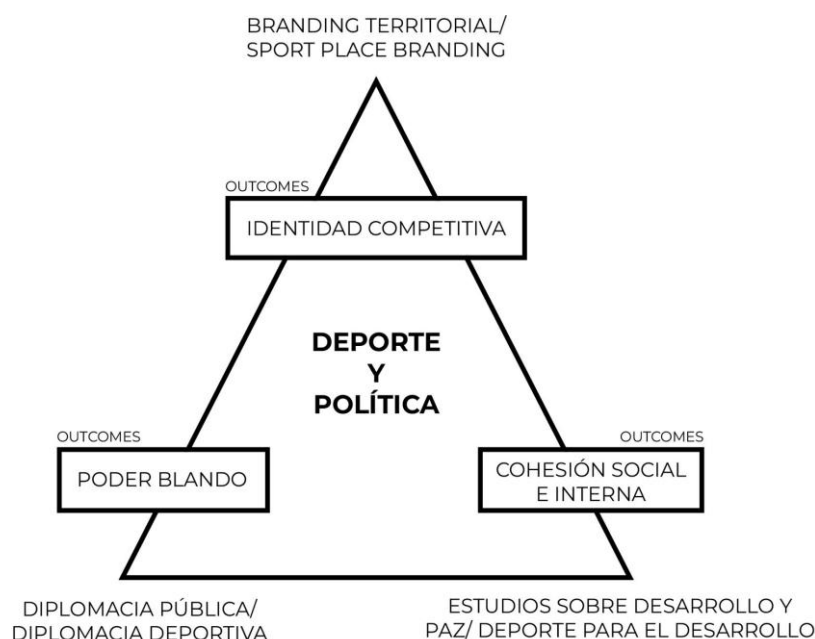 BRANDING TERRITORIAL/
SPORT PLACE BRANDING
OUTCOMES
IDENTIDAD COMPETITIVA
DEPORTE
Y
POLÍTICA
OUTCOMES
PODER BLANDO
OUTCOMES
COHESIÓN SOCIAL
E INTERNA
DIPLOMACIA PÚBLICA/
DIPLOMACIA DEPORTIVA
ESTUDIOS SOBRE DESARROLLO Y
PAZ/ DEPORTE PARA EL DESARROLLO